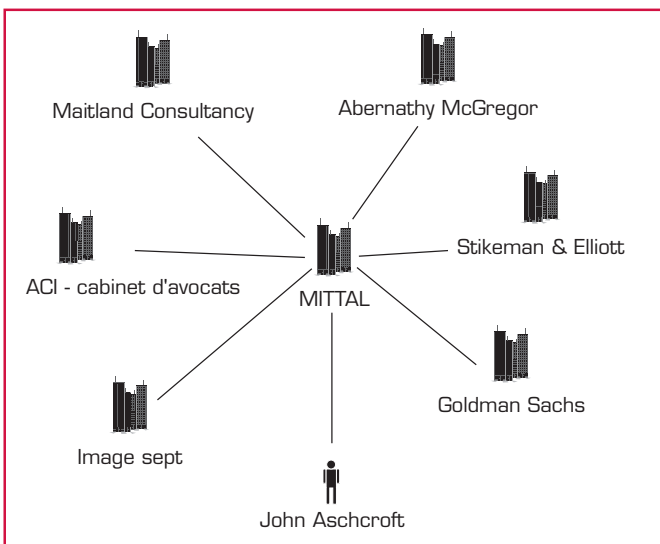 Maitland Consultancy
Abernathy McGregor
Stikeman & Elliott
ACI - cabinet d'avocats
MITTAL
Goldman Sachs
Image sept
John Aschcroft